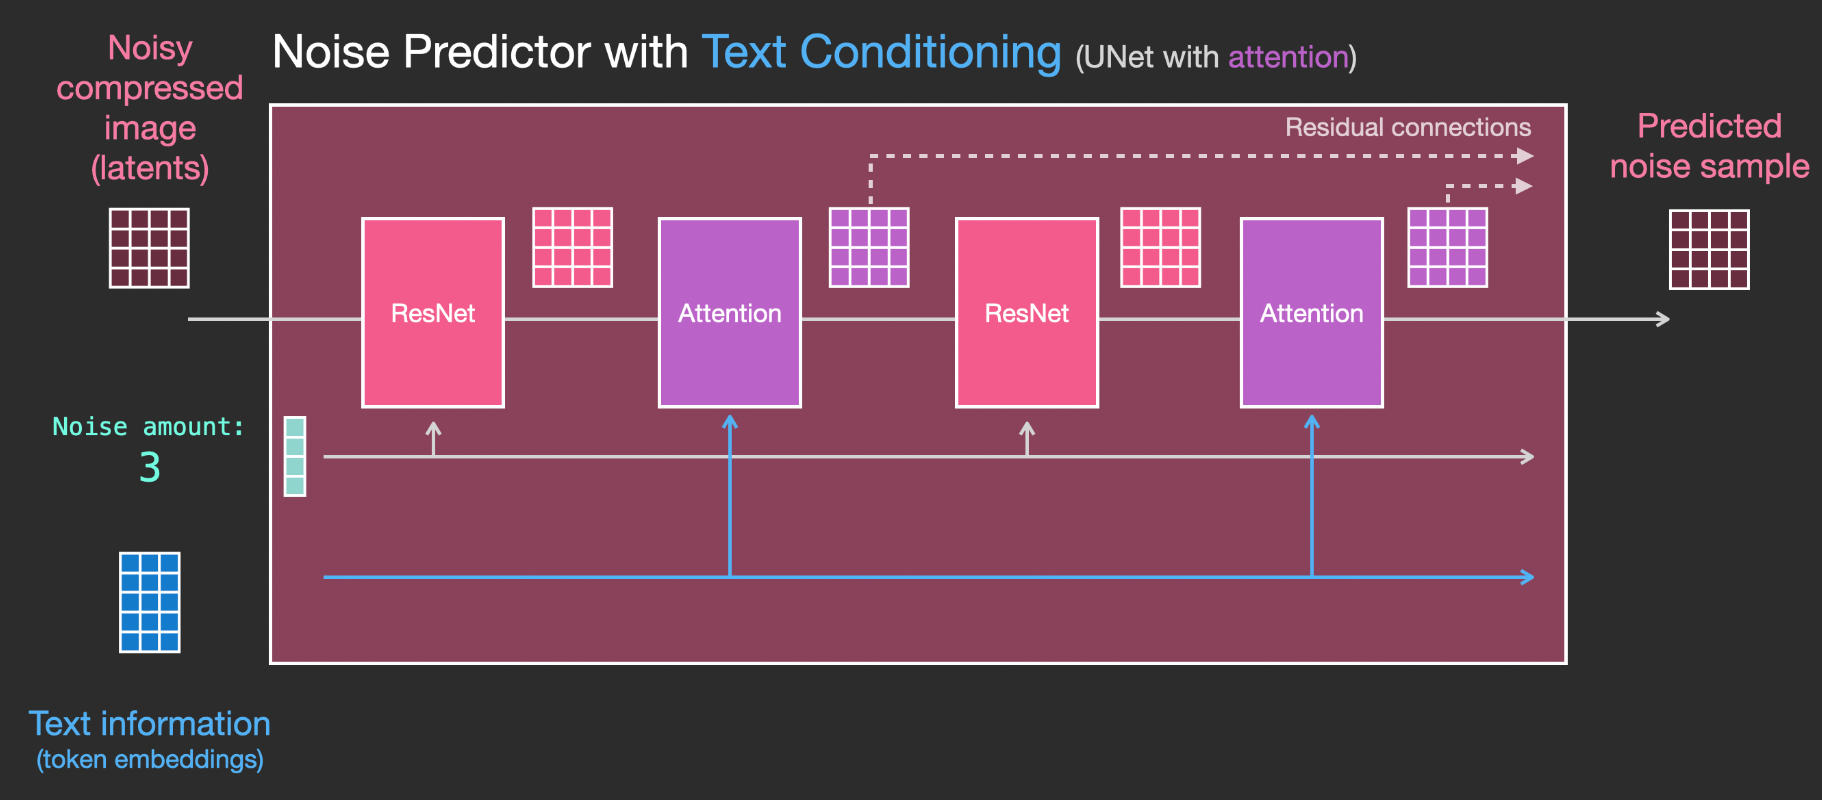 Noisy
compressed
image
(latents)
Noise Predictor with Text Conditioning (UNet with attention)
Residual connections
Predicted
noise sample
ResNet
Attention
ResNet
Attention
Noise amount:
3
Text information
(token embeddings)